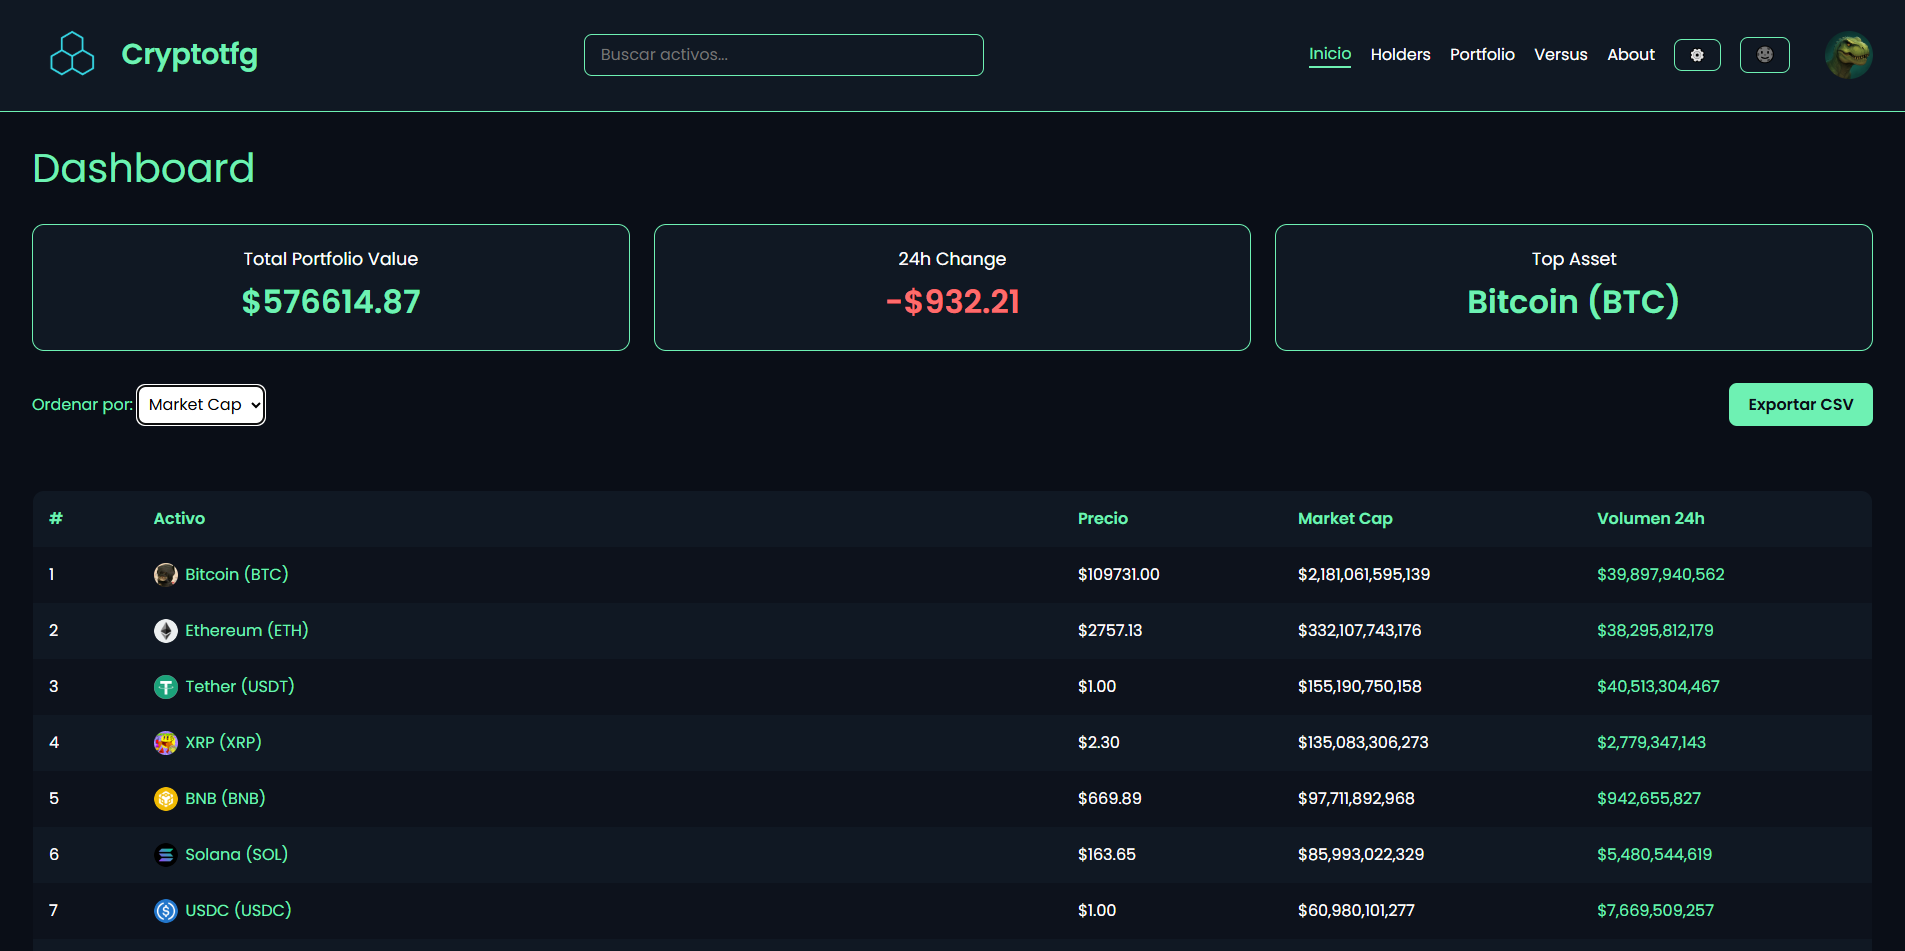 Cryptotfg
Buscar activos...
Inicio Holders Portfolio Versus About
Dashboard
Total Portfolio Value
$576614.87
24h Change
-$932.21
Top Asset
Bitcoin (BTC)
Ordenar por: Market Cap
Exportar CSV
# Activo Precio Market Cap Volumen 24h
1 Bitcoin (BTC) $109731.00 $2,181,061,595,139 $39,897,940,562
2 Ethereum (ETH) $2757.13 $332,107,743,176 $38,295,812,179
3 Tether (USDT) $1.00 $155,190,750,158 $40,513,304,467
4 XRP (XRP) $2.30 $135,083,306,273 $2,779,347,143
5 BNB (BNB) $669.89 $97,711,892,968 $942,655,827
6 Solana (SOL) $163.65 $85,993,022,329 $5,480,544,619
7 USDC (USDC) $1.00 $60,980,101,277 $7,669,509,257